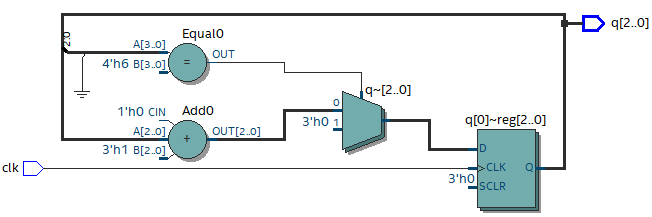 Equal0
q[2..0]
2:0
A[3..0]
OUT
4'h6 B[3..0]
=
q~[2..0]
1'h0 CIN
Add0
0
q[0]~reg[2..0]
A[2..0]
OUT[2..0]
3'h0
1
+
3'h1 B[2..0]
D
clk
CLK
Q
3'h0
SCLR